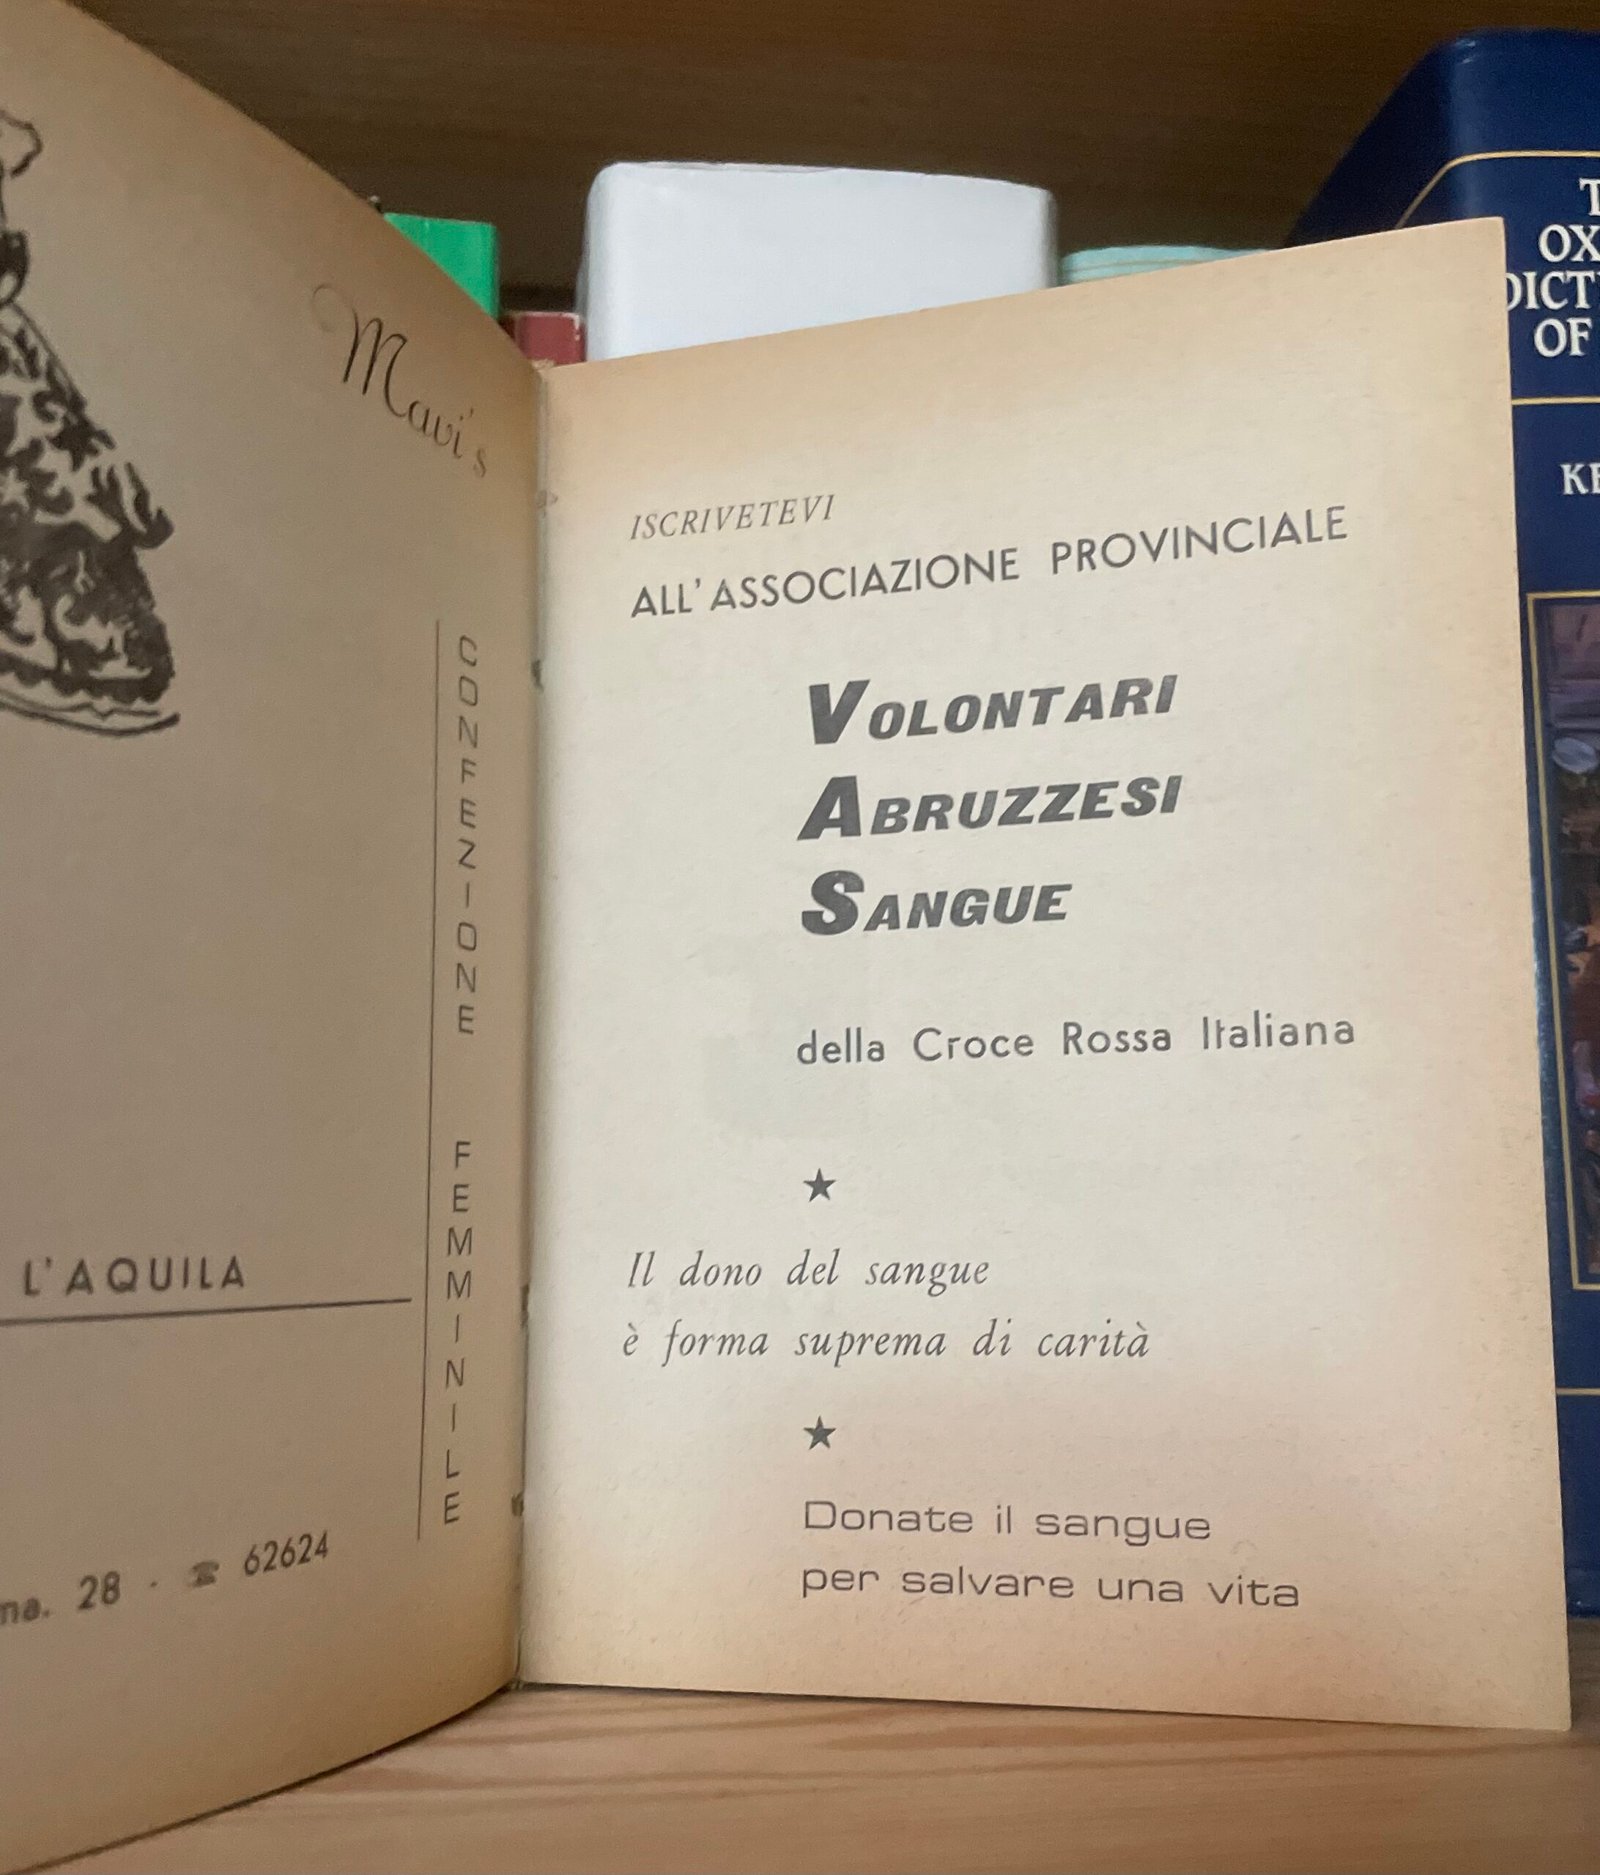 Mavi's
CONFEZIONE FEMMINILE
L'AQUILA
28 · ☎ 62624
ISCRIVETEVI
ALL'ASSOCIAZIONE PROVINCIALE
VOLONTARI
ABRUZZESI
SANGUE
della Croce Rossa Italiana
★
Il dono del sangue
è forma suprema di carità
★
Donate il sangue
per salvare una vita
OF